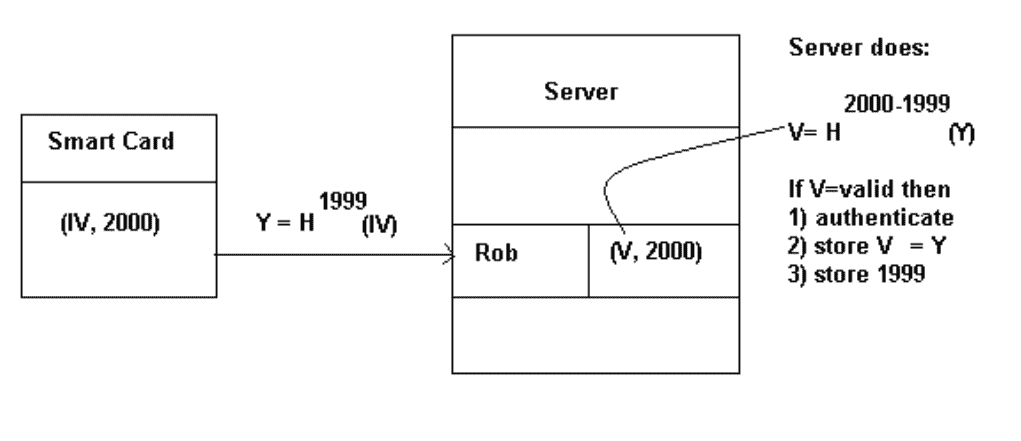 Smart Card
(IV, 2000)
1999
Y = H (IV)
Server
Rob
(V, 2000)
Server does:
2000-1999
V= H (Y)
If V=valid then
1) authenticate
2) store V = Y
3) store 1999